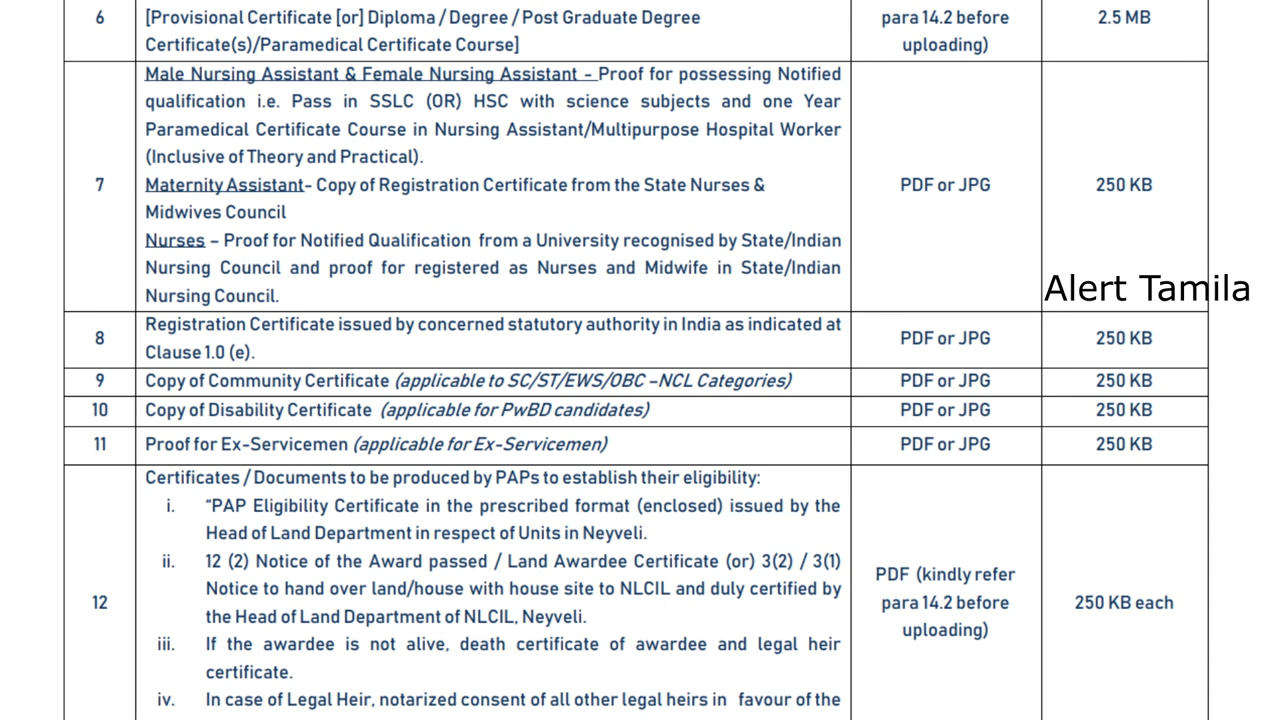 6
[Provisional Certificate [or] Diploma / Degree / Post Graduate Degree
Certificate(s)/Paramedical Certificate Course]
para 14.2 before
uploading)
2.5 MB
7
Male Nursing Assistant & Female Nursing Assistant – Proof for possessing Notified
qualification i.e. Pass in SSLC (OR) HSC with science subjects and one Year
Paramedical Certificate Course in Nursing Assistant/Multipurpose Hospital Worker
(Inclusive of Theory and Practical).
Maternity Assistant- Copy of Registration Certificate from the State Nurses &
Midwives Council
Nurses – Proof for Notified Qualification from a University recognised by State/Indian
Nursing Council and proof for registered as Nurses and Midwife in State/Indian
Nursing Council.
PDF or JPG
250 KB
Alert Tamila
8
Registration Certificate issued by concerned statutory authority in India as indicated at
Clause 1.0 (e).
PDF or JPG
250 KB
9
Copy of Community Certificate (applicable to SC/ST/EWS/OBC –NCL Categories)
PDF or JPG
250 KB
10
Copy of Disability Certificate (applicable for PwBD candidates)
PDF or JPG
250 KB
11
Proof for Ex-Servicemen (applicable for Ex-Servicemen)
PDF or JPG
250 KB
12
Certificates / Documents to be produced by PAPs to establish their eligibility:
i. “PAP Eligibility Certificate in the prescribed format (enclosed) issued by the
Head of Land Department in respect of Units in Neyveli.
ii. 12 (2) Notice of the Award passed / Land Awardee Certificate (or) 3(2) / 3(1)
Notice to hand over land/house with house site to NLCIL and duly certified by
the Head of Land Department of NLCIL, Neyveli.
iii. If the awardee is not alive, death certificate of awardee and legal heir
certificate.
iv. In case of Legal Heir, notarized consent of all other legal heirs in favour of the
PDF (kindly refer
para 14.2 before
uploading)
250 KB each